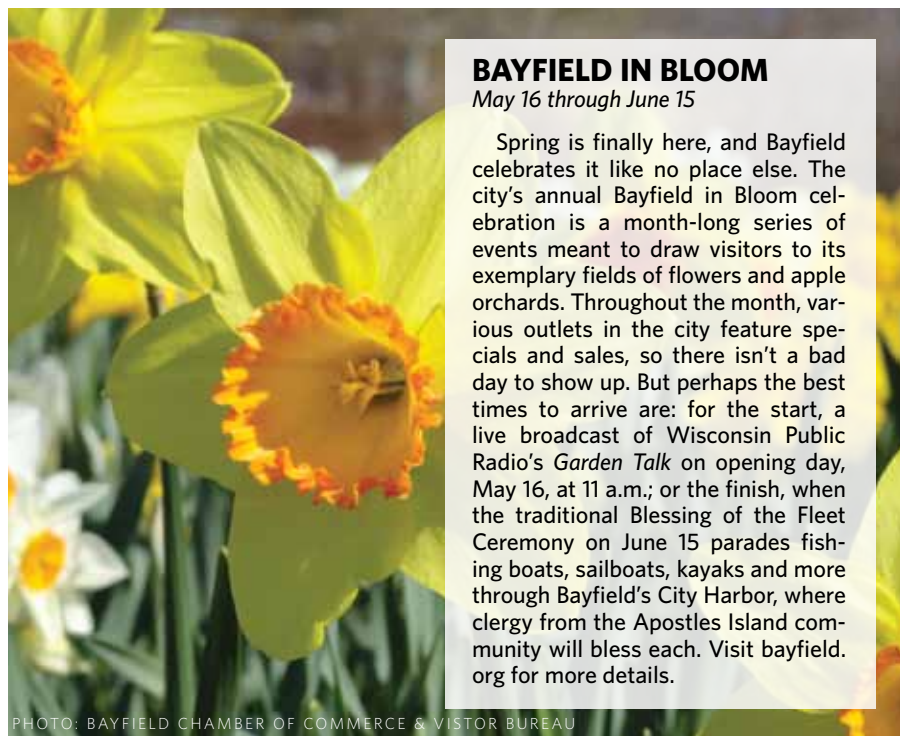 BAYFIELD IN BLOOM
May 16 through June 15
Spring is finally here, and Bayfield
celebrates it like no place else. The
city's annual Bayfield in Bloom cel-
ebration is a month-long series of
events meant to draw visitors to its
exemplary fields of flowers and apple
orchards. Throughout the month, var-
ious outlets in the city feature spe-
cials and sales, so there isn't a bad
day to show up. But perhaps the best
times to arrive are: for the start, a
live broadcast of Wisconsin Public
Radio's Garden Talk on opening day,
May 16, at 11 a.m.; or the finish, when
the traditional Blessing of the Fleet
Ceremony on June 15 parades fish-
ing boats, sailboats, kayaks and more
through Bayfield's City Harbor, where
clergy from the Apostles Island com-
munity will bless each. Visit bayfield.
org for more details.
PHOTO: BAYFIELD CHAMBER OF COMMERCE & VISTOR BUREAU